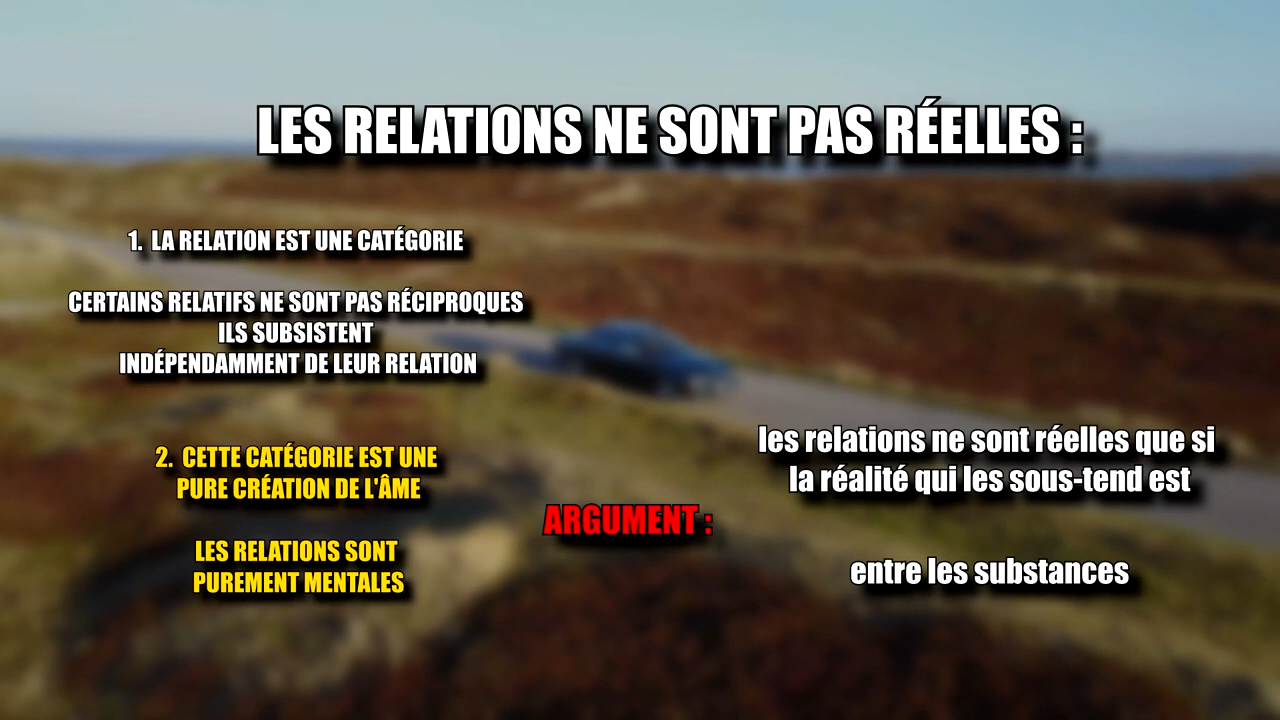 LES RELATIONS NE SONT PAS RÉELLES :
1. LA RELATION EST UNE CATÉGORIE
CERTAINS RELATIFS NE SONT PAS RÉCIPROQUES
ILS SUBSISTENT
INDÉPENDAMMENT DE LEUR RELATION
2. CETTE CATÉGORIE EST UNE
PURE CRÉATION DE L'ÂME
LES RELATIONS SONT
PUREMENT MENTALES
ARGUMENT :
les relations ne sont réelles que si
la réalité qui les sous-tend est
entre les substances